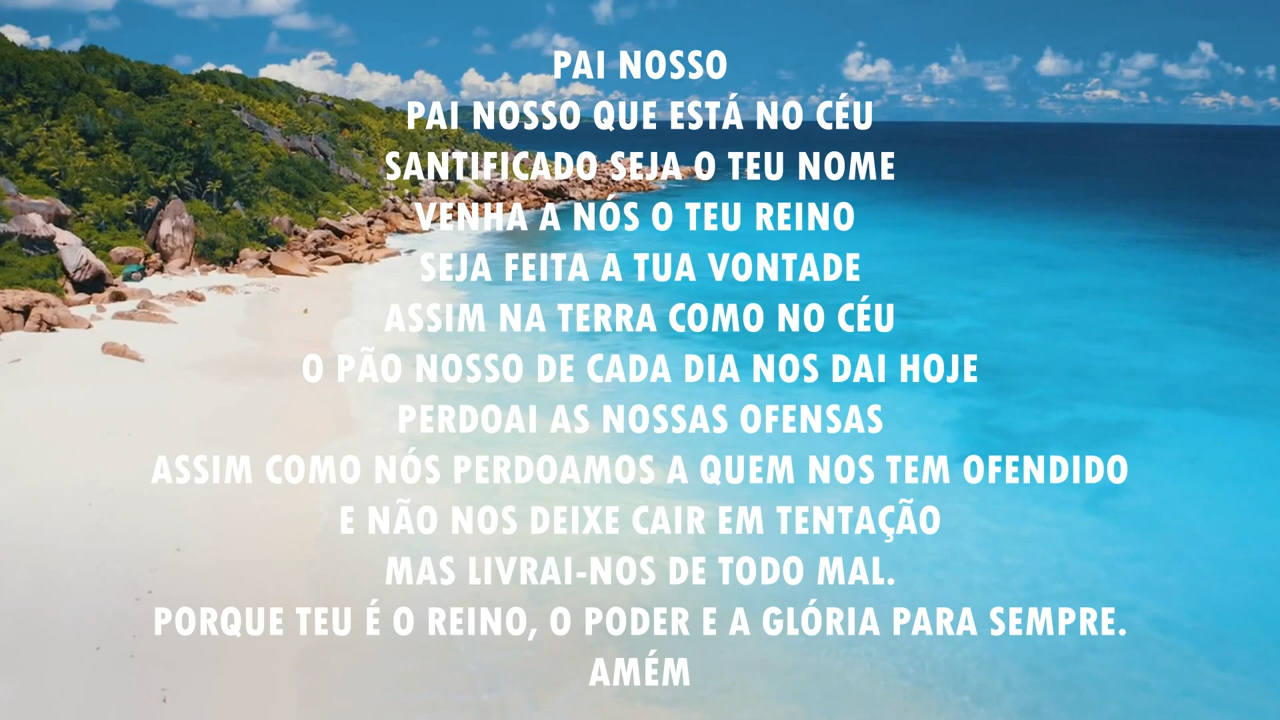 PAI NOSSO
PAI NOSSO QUE ESTÁ NO CÉU
SANTIFICADO SEJA O TEU NOME
VENHA A NÓS O TEU REINO
SEJA FEITA A TUA VONTADE
ASSIM NA TERRA COMO NO CÉU
O PÃO NOSSO DE CADA DIA NOS DAI HOJE
PERDOAI AS NOSSAS OFENSAS
ASSIM COMO NÓS PERDOAMOS A QUEM NOS TEM OFENDIDO
E NÃO NOS DEIXE CAIR EM TENTAÇÃO
MAS LIVRAI-NOS DE TODO MAL.
PORQUE TEU É O REINO, O PODER E A GLÓRIA PARA SEMPRE.
AMÉM